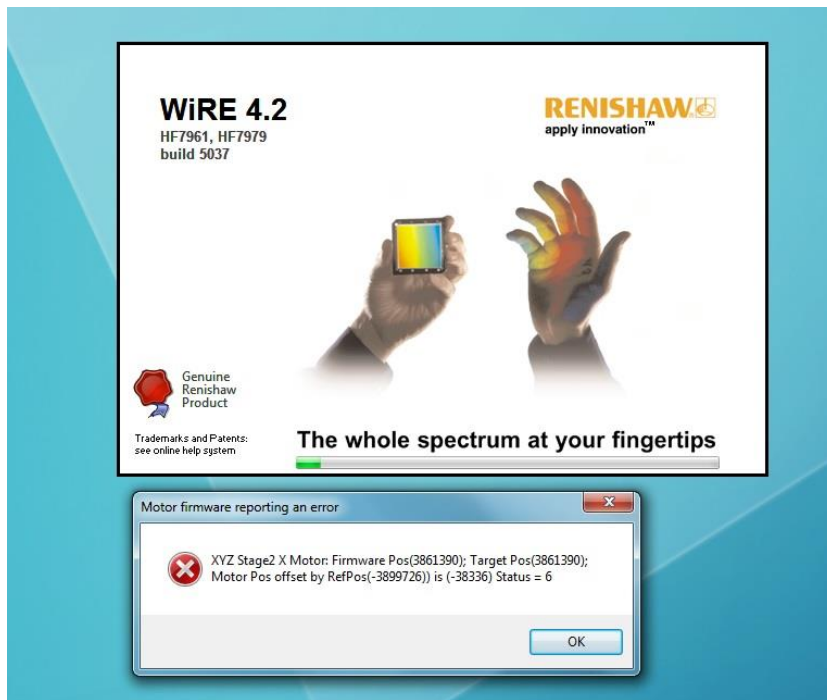 WiRE 4.2
HF7961, HF7979
build 5037
RENISHAW
apply innovation™
Genuine
Renishaw
Product
Trademarks and Patents:
see online help system
The whole spectrum at your fingertips
Motor firmware reporting an error
XYZ Stage2 X Motor: Firmware Pos(3861390); Target Pos(3861390);
Motor Pos offset by RefPos(-3899726)) is (-38336) Status = 6
OK